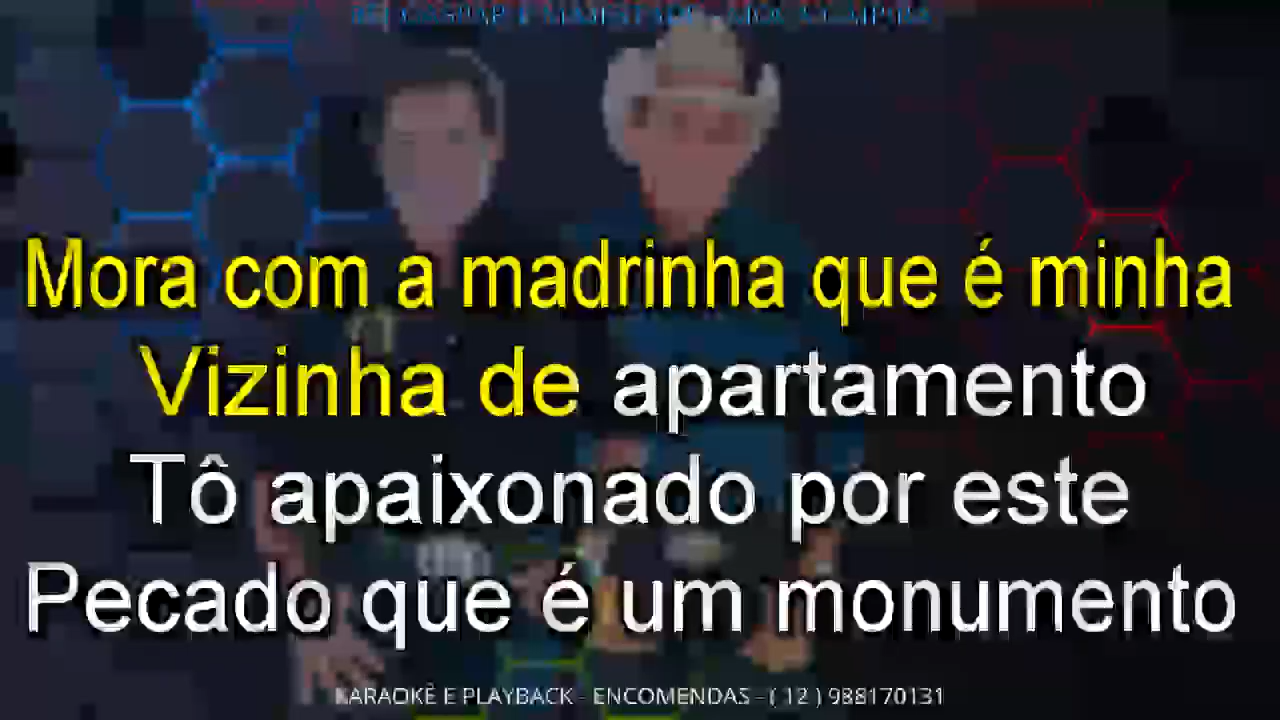 Mora com a madrinha que é minha
Vizinha de apartamento
Tô apaixonado por este
Pecado que é um monumento
KARAOKÊ E PLAYBACK - ENCOMENDAS - ( 12 ) 988170131